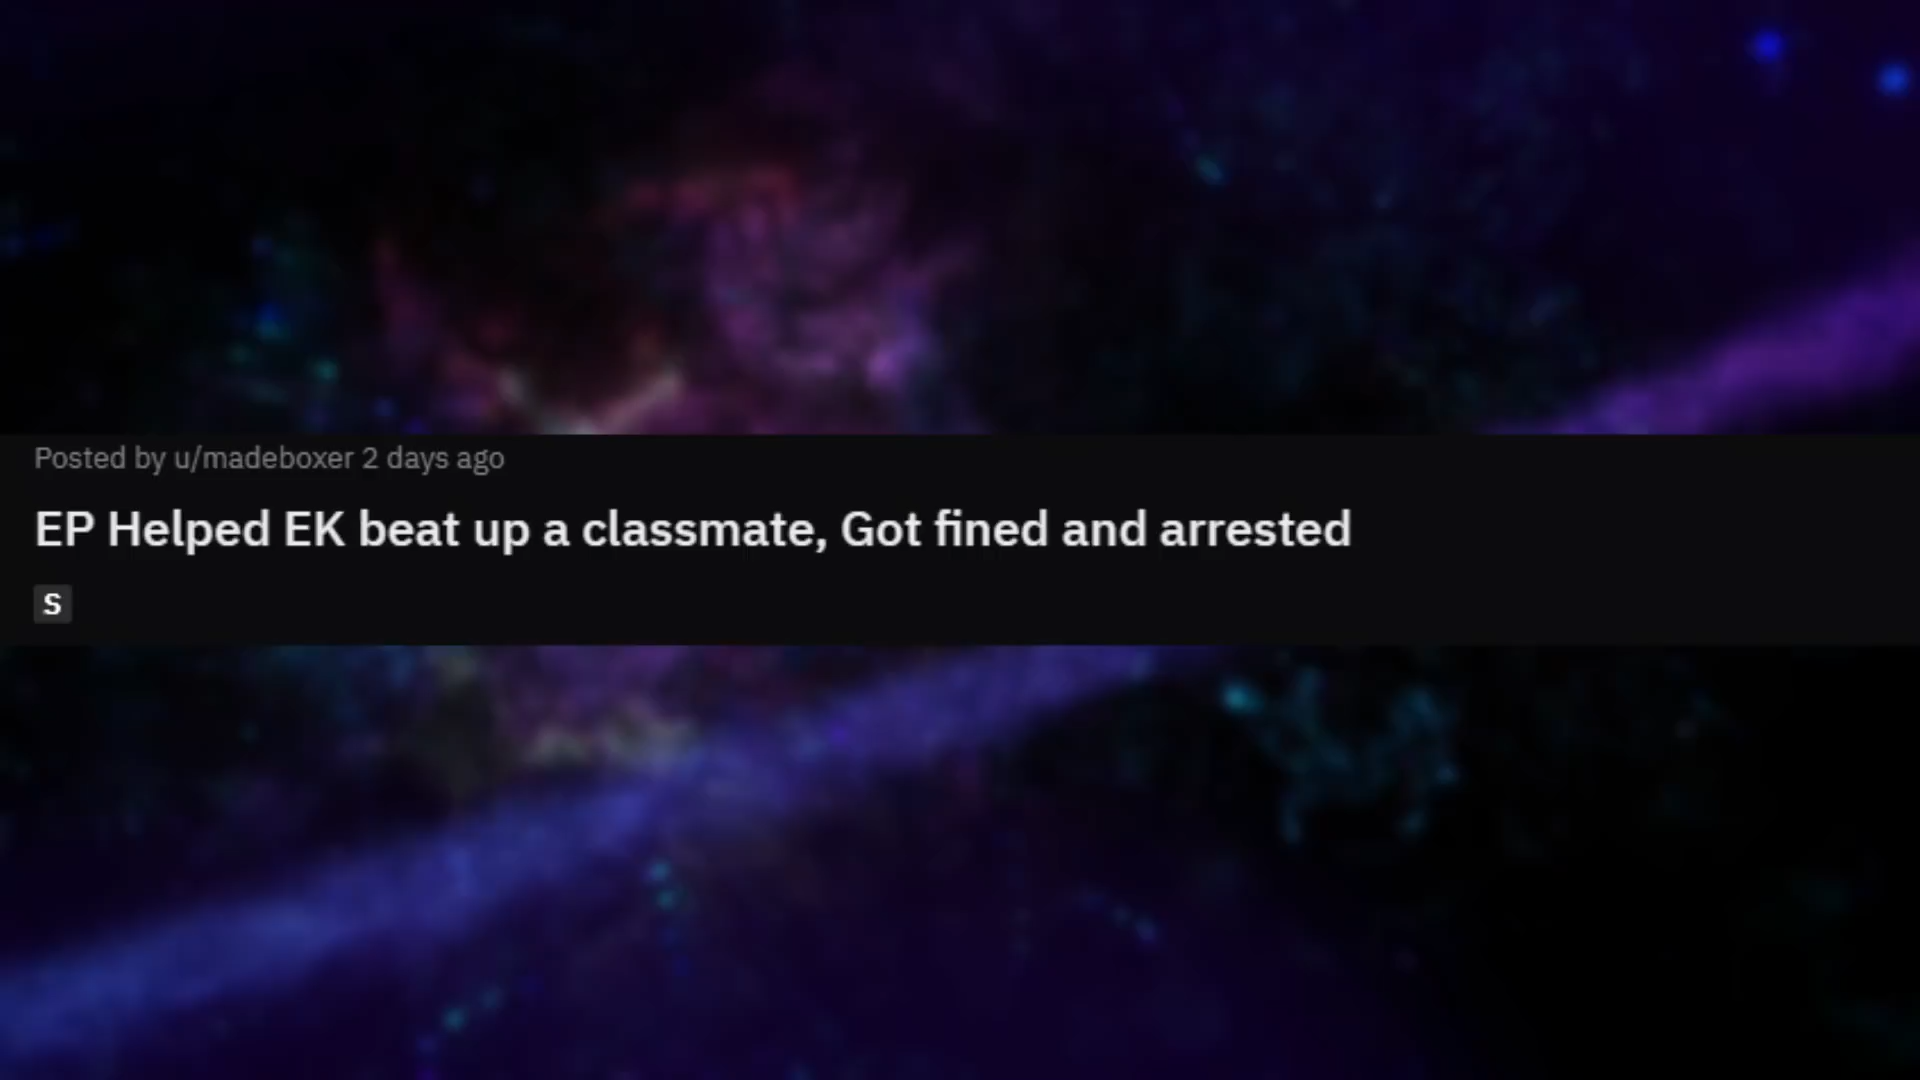 Posted by u/madeboxer 2 days ago
EP Helped EK beat up a classmate, Got fined and arrested
S